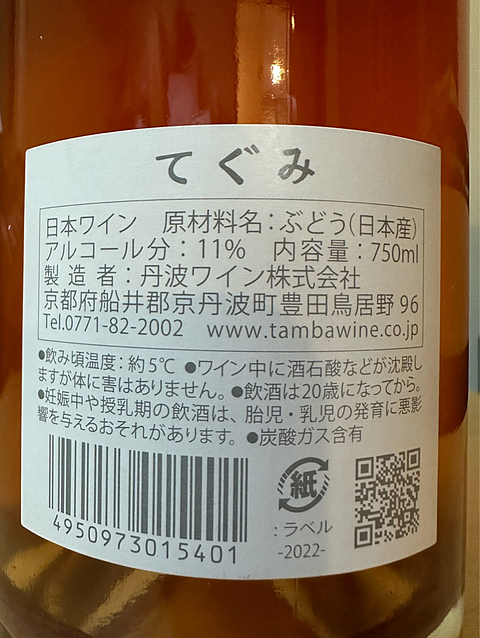 てぐみ
日本ワイン　原材料名：ぶどう（日本産）
アルコール分：11%　内容量：750ml
製造者：丹波ワイン株式会社
京都府船井郡京丹波町豊田鳥居野 96
Tel.0771-82-2002　www.tambawine.co.jp
●飲み頃温度：約5℃ ●ワイン中に酒石酸などが沈殿し
ますが体に害はありません。●飲酒は20歳になってから。
●妊娠中や授乳期の飲酒は、胎児・乳児の発育に悪影
響を与えるおそれがあります。●炭酸ガス含有
4950973015401
紙
：ラベル
-2022-